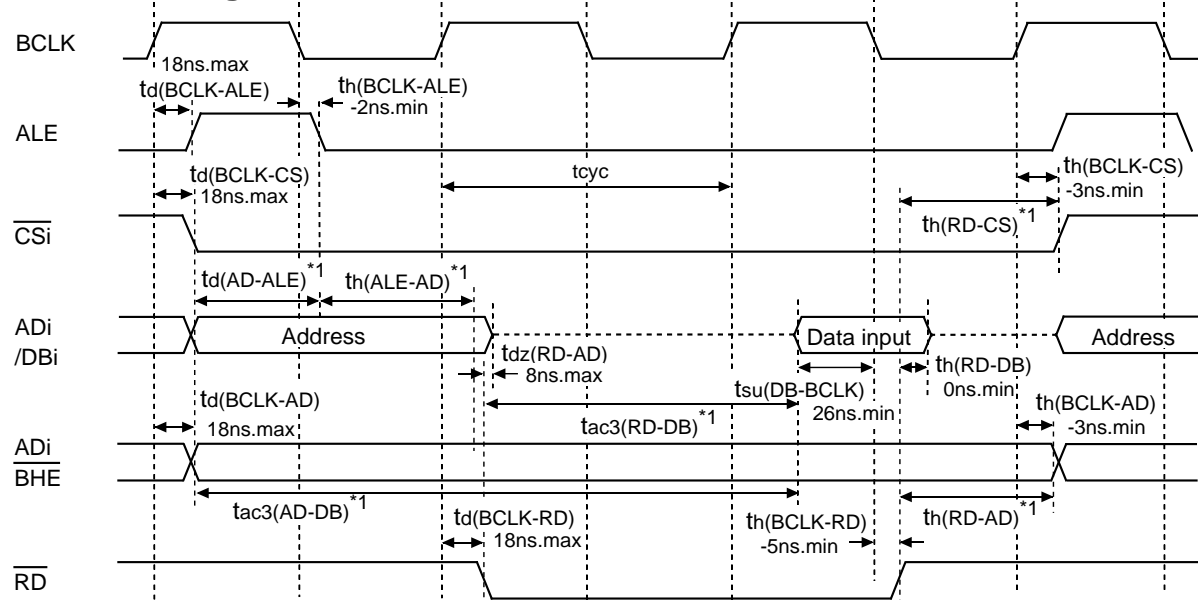 BCLK
18ns.max
td(BCLK-ALE)
th(BCLK-ALE)
-2ns.min
ALE
td(BCLK-CS)
18ns.max
tcyc
th(BCLK-CS)
-3ns.min
CSi
th(RD-CS)*1
td(AD-ALE)*1
th(ALE-AD)*1
ADi
/DBi
Address
Data input
Address
tdz(RD-AD)
8ns.max
th(RD-DB)
0ns.min
tsu(DB-BCLK)
26ns.min
td(BCLK-AD)
18ns.max
tac3(RD-DB)*1
th(BCLK-AD)
-3ns.min
ADi
BHE
tac3(AD-DB)*1
td(BCLK-RD)
18ns.max
th(BCLK-RD)
-5ns.min
th(RD-AD)*1
RD